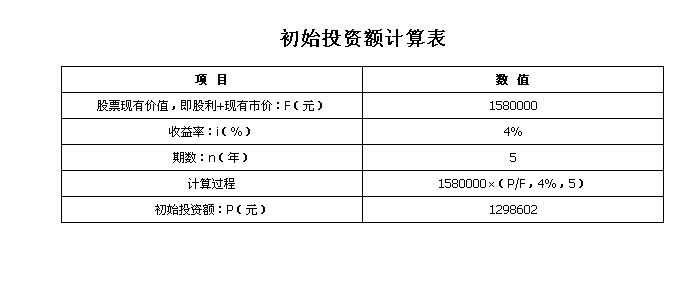 初始投资额计算表
项 目 数 值
股票现有价值，即股利+现有市价：F（元） 1580000
收益率：i（%） 4%
期数：n（年） 5
计算过程 1580000×（P/F，4%，5）
初始投资额：P（元） 1298602